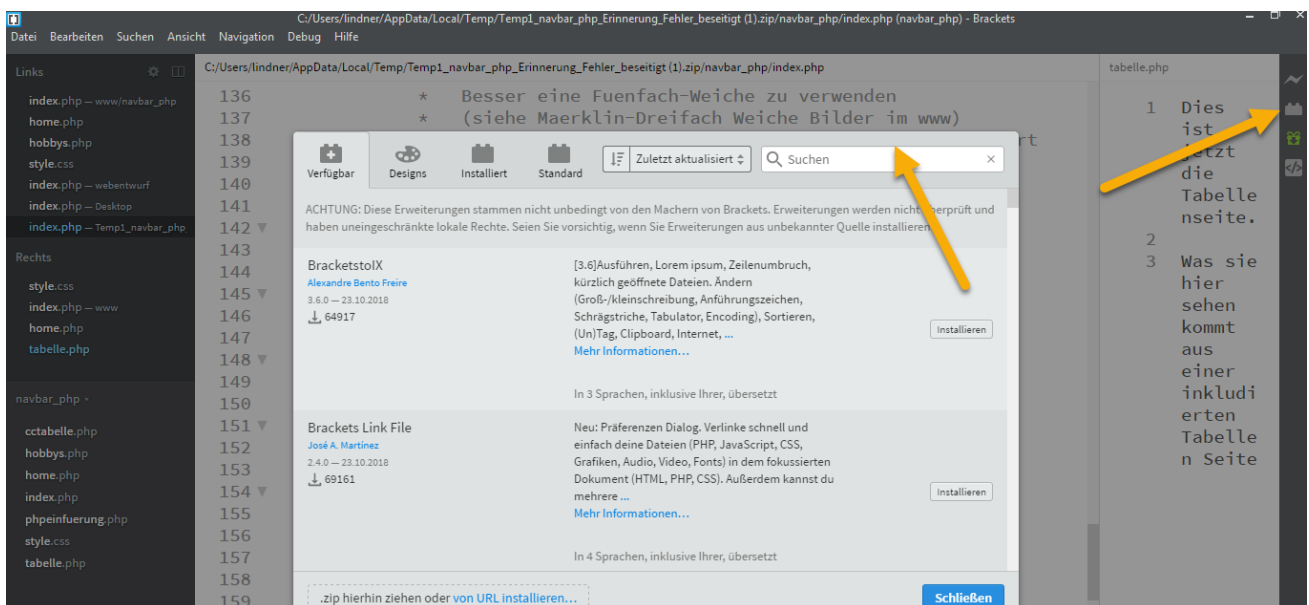 C:/Users/lindner/AppData/Local/Temp/Temp1_navbar_php_Erinnerung_Fehler_beseitigt (1).zip/navbar_php/index.php (navbar_php) - Brackets
Datei Bearbeiten Suchen Ansicht Navigation Debug Hilfe
Links
index.php — www/navbar_php
home.php
hobbys.php
style.css
index.php — webentwurf
index.php — Desktop
index.php — Temp1_navbar_php
Rechts
style.css
index.php — www
home.php
tabelle.php
navbar_php
cctabelle.php
hobbys.php
home.php
index.php
phpeinfuerung.php
style.css
tabelle.php
C:/Users/lindner/AppData/Local/Temp/Temp1_navbar_php_Erinnerung_Fehler_beseitigt (1).zip/navbar_php/index.php
136 * Besser eine Fuenfach-Weiche zu verwenden
137 * (siehe Maerklin-Dreifach Weiche Bilder im www)
138
139
140
141
142
143
144
145
146
147
148
149
150
151
152
153
154
155
156
157
158
159
Verfügbar
Designs
Installiert
Standard
Zuletzt aktualisiert
Suchen
ACHTUNG: Diese Erweiterungen stammen nicht unbedingt von den Machern von Brackets. Erweiterungen werden nicht überprüft und
haben uneingeschränkte lokale Rechte. Seien Sie vorsichtig, wenn Sie Erweiterungen aus unbekannter Quelle installieren.
BracketstoIX
Alexandre Bento Freire
3.6.0 — 23.10.2018
64917
[3.6]Ausführen, Lorem ipsum, Zeilenumbruch,
kürzlich geöffnete Dateien. Ändern
(Groß-/kleinschreibung, Anführungszeichen,
Schrägstriche, Tabulator, Encoding), Sortieren,
(Un)Tag, Clipboard, Internet, ...
Mehr Informationen...
In 3 Sprachen, inklusive Ihrer, übersetzt
Installieren
Brackets Link File
José A. Martínez
2.4.0 — 23.10.2018
69161
Neu: Präferenzen Dialog. Verlinke schnell und
einfach deine Dateien (PHP, JavaScript, CSS,
Grafiken, Audio, Video, Fonts) in dem fokussierten
Dokument (HTML, PHP, CSS). Außerdem kannst du
mehrere ...
Mehr Informationen...
In 4 Sprachen, inklusive Ihrer, übersetzt
Installieren
.zip hierhin ziehen oder von URL installieren...
Schließen
tabelle.php
1 Dies
ist
jetzt
die
Tabelle
nseite.
2
3 Was sie
hier
sehen
kommt
aus
einer
inkludi
erten
Tabelle
n Seite